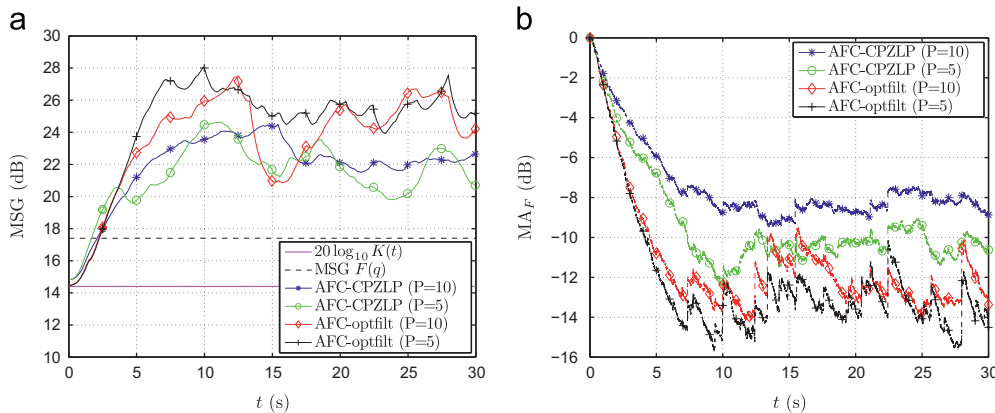 a
MSG (dB)
30
28
26
24
22
20
18
16
14
12
10
0
5
10
15
20
25
30
t (s)
20 log10 K(t)
MSG F(q)
AFC-CPZLP (P=10)
AFC-CPZLP (P=5)
AFC-optfilt (P=10)
AFC-optfilt (P=5)
b
MA_F (dB)
0
−2
−4
−6
−8
−10
−12
−14
−16
0
5
10
15
20
25
30
t (s)
AFC-CPZLP (P=10)
AFC-CPZLP (P=5)
AFC-optfilt (P=10)
AFC-optfilt (P=5)